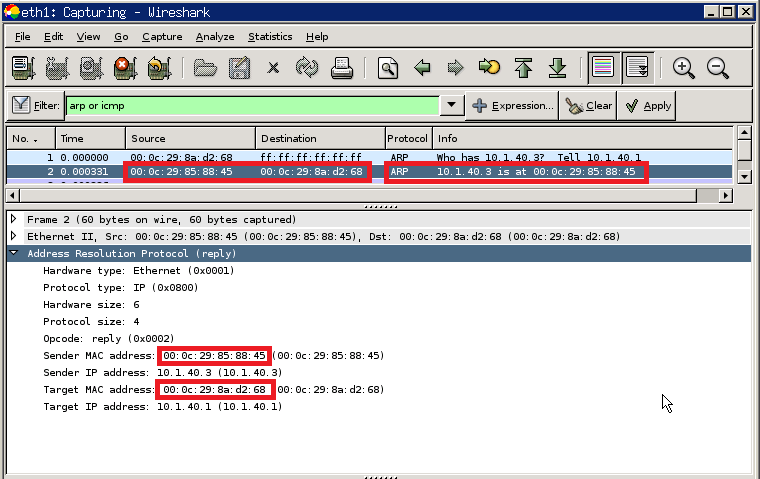 eth1: Capturing - Wireshark
File Edit View Go Capture Analyze Statistics Help
Filter: arp or icmp Expression... Clear Apply
No. . Time Source Destination Protocol Info
1 0.000000 00:0c:29:8a:d2:68 ff:ff:ff:ff:ff:ff ARP Who has 10.1.40.3? Tell 10.1.40.1
2 0.000331 00:0c:29:85:88:45 00:0c:29:8a:d2:68 ARP 10.1.40.3 is at 00:0c:29:85:88:45
Frame 2 (60 bytes on wire, 60 bytes captured)
Ethernet II, Src: 00:0c:29:85:88:45 (00:0c:29:85:88:45), Dst: 00:0c:29:8a:d2:68 (00:0c:29:8a:d2:68)
Address Resolution Protocol (reply)
Hardware type: Ethernet (0x0001)
Protocol type: IP (0x0800)
Hardware size: 6
Protocol size: 4
Opcode: reply (0x0002)
Sender MAC address: 00:0c:29:85:88:45 (00:0c:29:85:88:45)
Sender IP address: 10.1.40.3 (10.1.40.3)
Target MAC address: 00:0c:29:8a:d2:68 00:0c:29:8a:d2:68)
Target IP address: 10.1.40.1 (10.1.40.1)